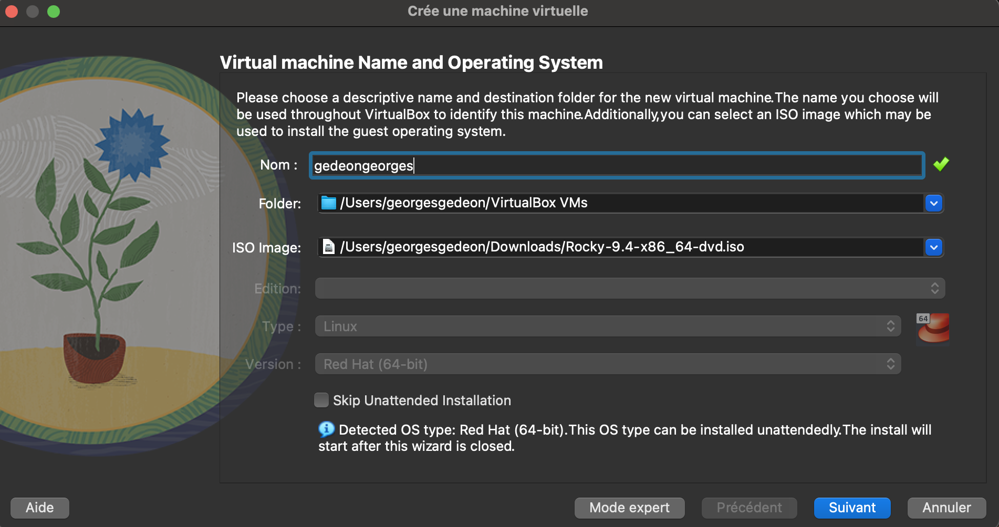 Crée une machine virtuelle
Virtual machine Name and Operating System
Please choose a descriptive name and destination folder for the new virtual machine.The name you choose will
be used throughout VirtualBox to identify this machine.Additionally,you can select an ISO image which may be
used to install the guest operating system.
Nom : gedeongeorges
Folder: /Users/georgesgedeon/VirtualBox VMs
ISO Image: /Users/georgesgedeon/Downloads/Rocky-9.4-x86_64-dvd.iso
Edition:
Type : Linux 64
Version : Red Hat (64-bit)
Skip Unattended Installation
Detected OS type: Red Hat (64-bit).This OS type can be installed unattendedly.The install will
start after this wizard is closed.
Aide Mode expert Précédent Suivant Annuler